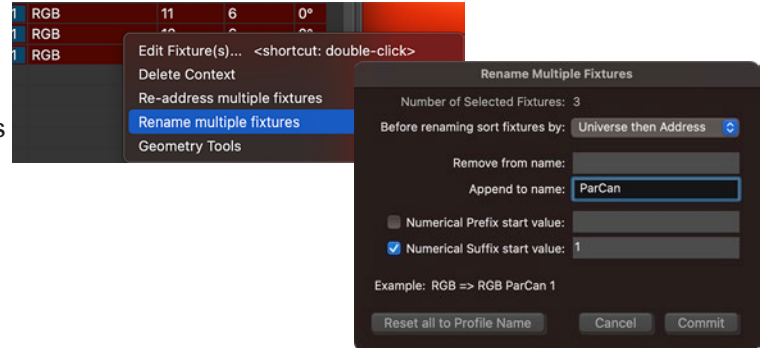 1 RGB 11 6 0°
1 RGB
1 RGB
s
Edit Fixture(s)... <shortcut: double-click>
Delete Context
Re-address multiple fixtures
Rename multiple fixtures
Geometry Tools
Rename Multiple Fixtures
Number of Selected Fixtures: 3
Before renaming sort fixtures by: Universe then Address
Remove from name:
Append to name: ParCan
Numerical Prefix start value:
Numerical Suffix start value: 1
Example: RGB => RGB ParCan 1
Reset all to Profile Name Cancel Commit